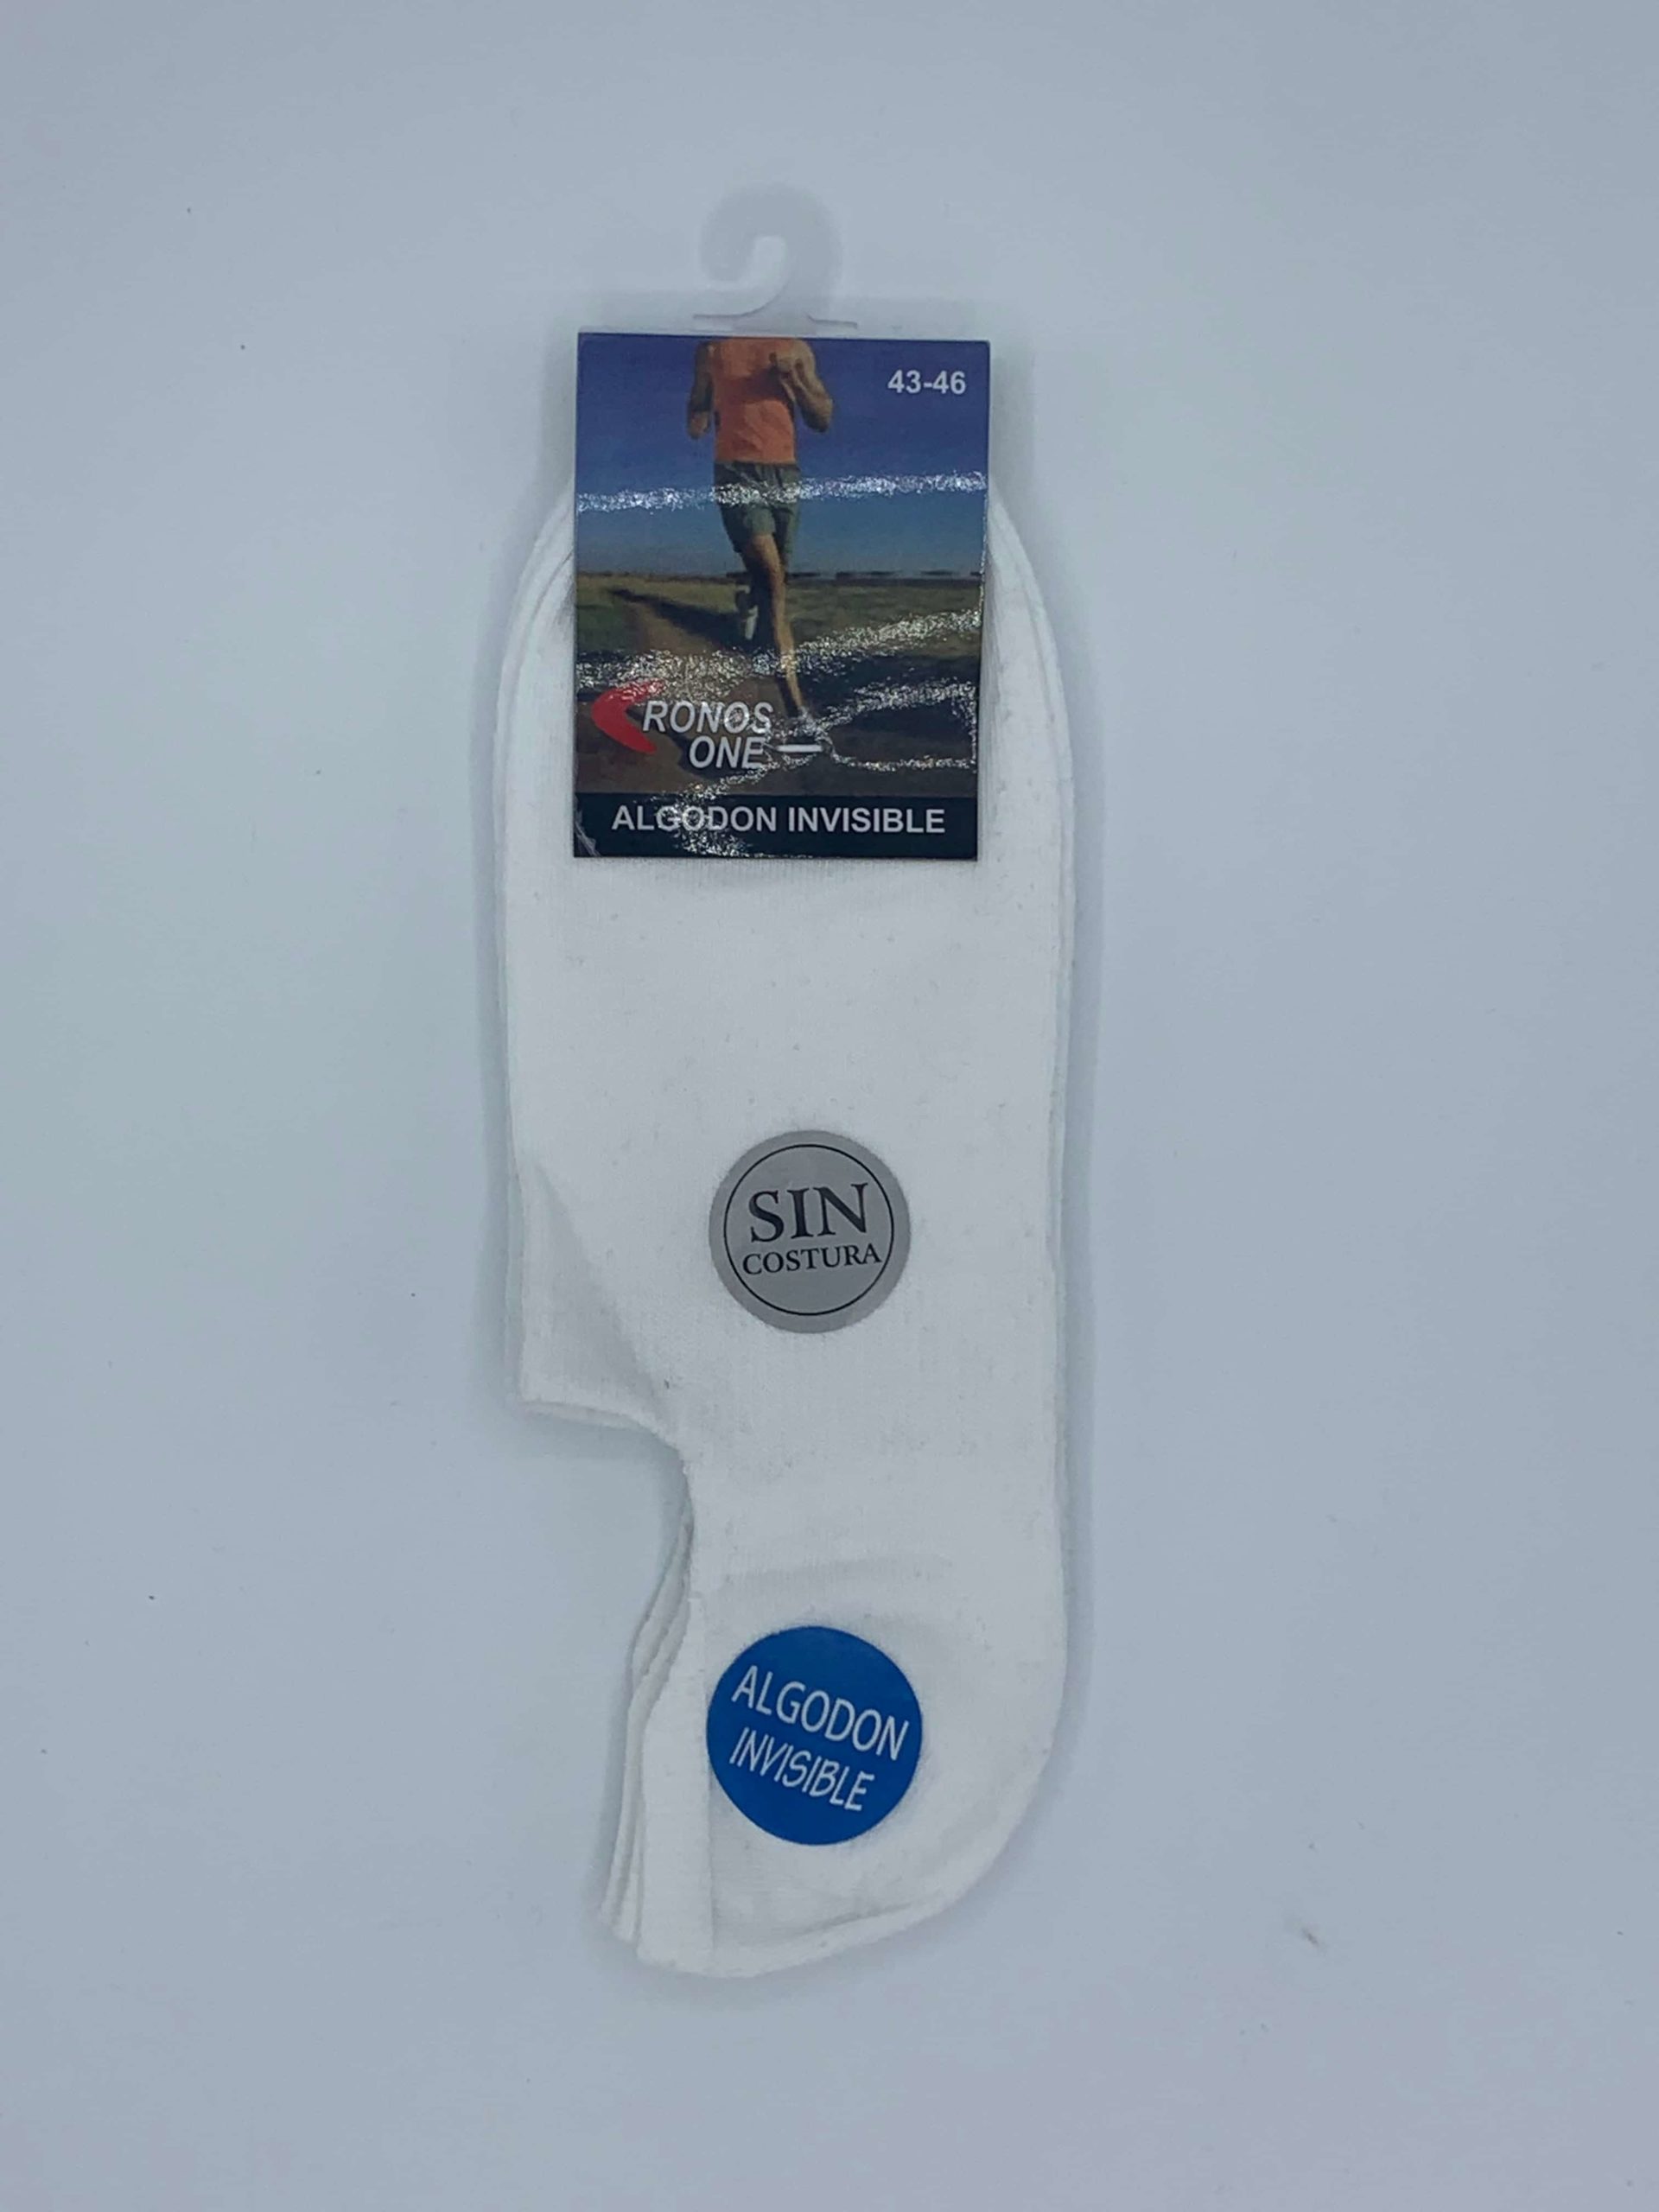 43-46
RONOS
ONE
ALGODON INVISIBLE
SIN
COSTURA
ALGODON
INVISIBLE